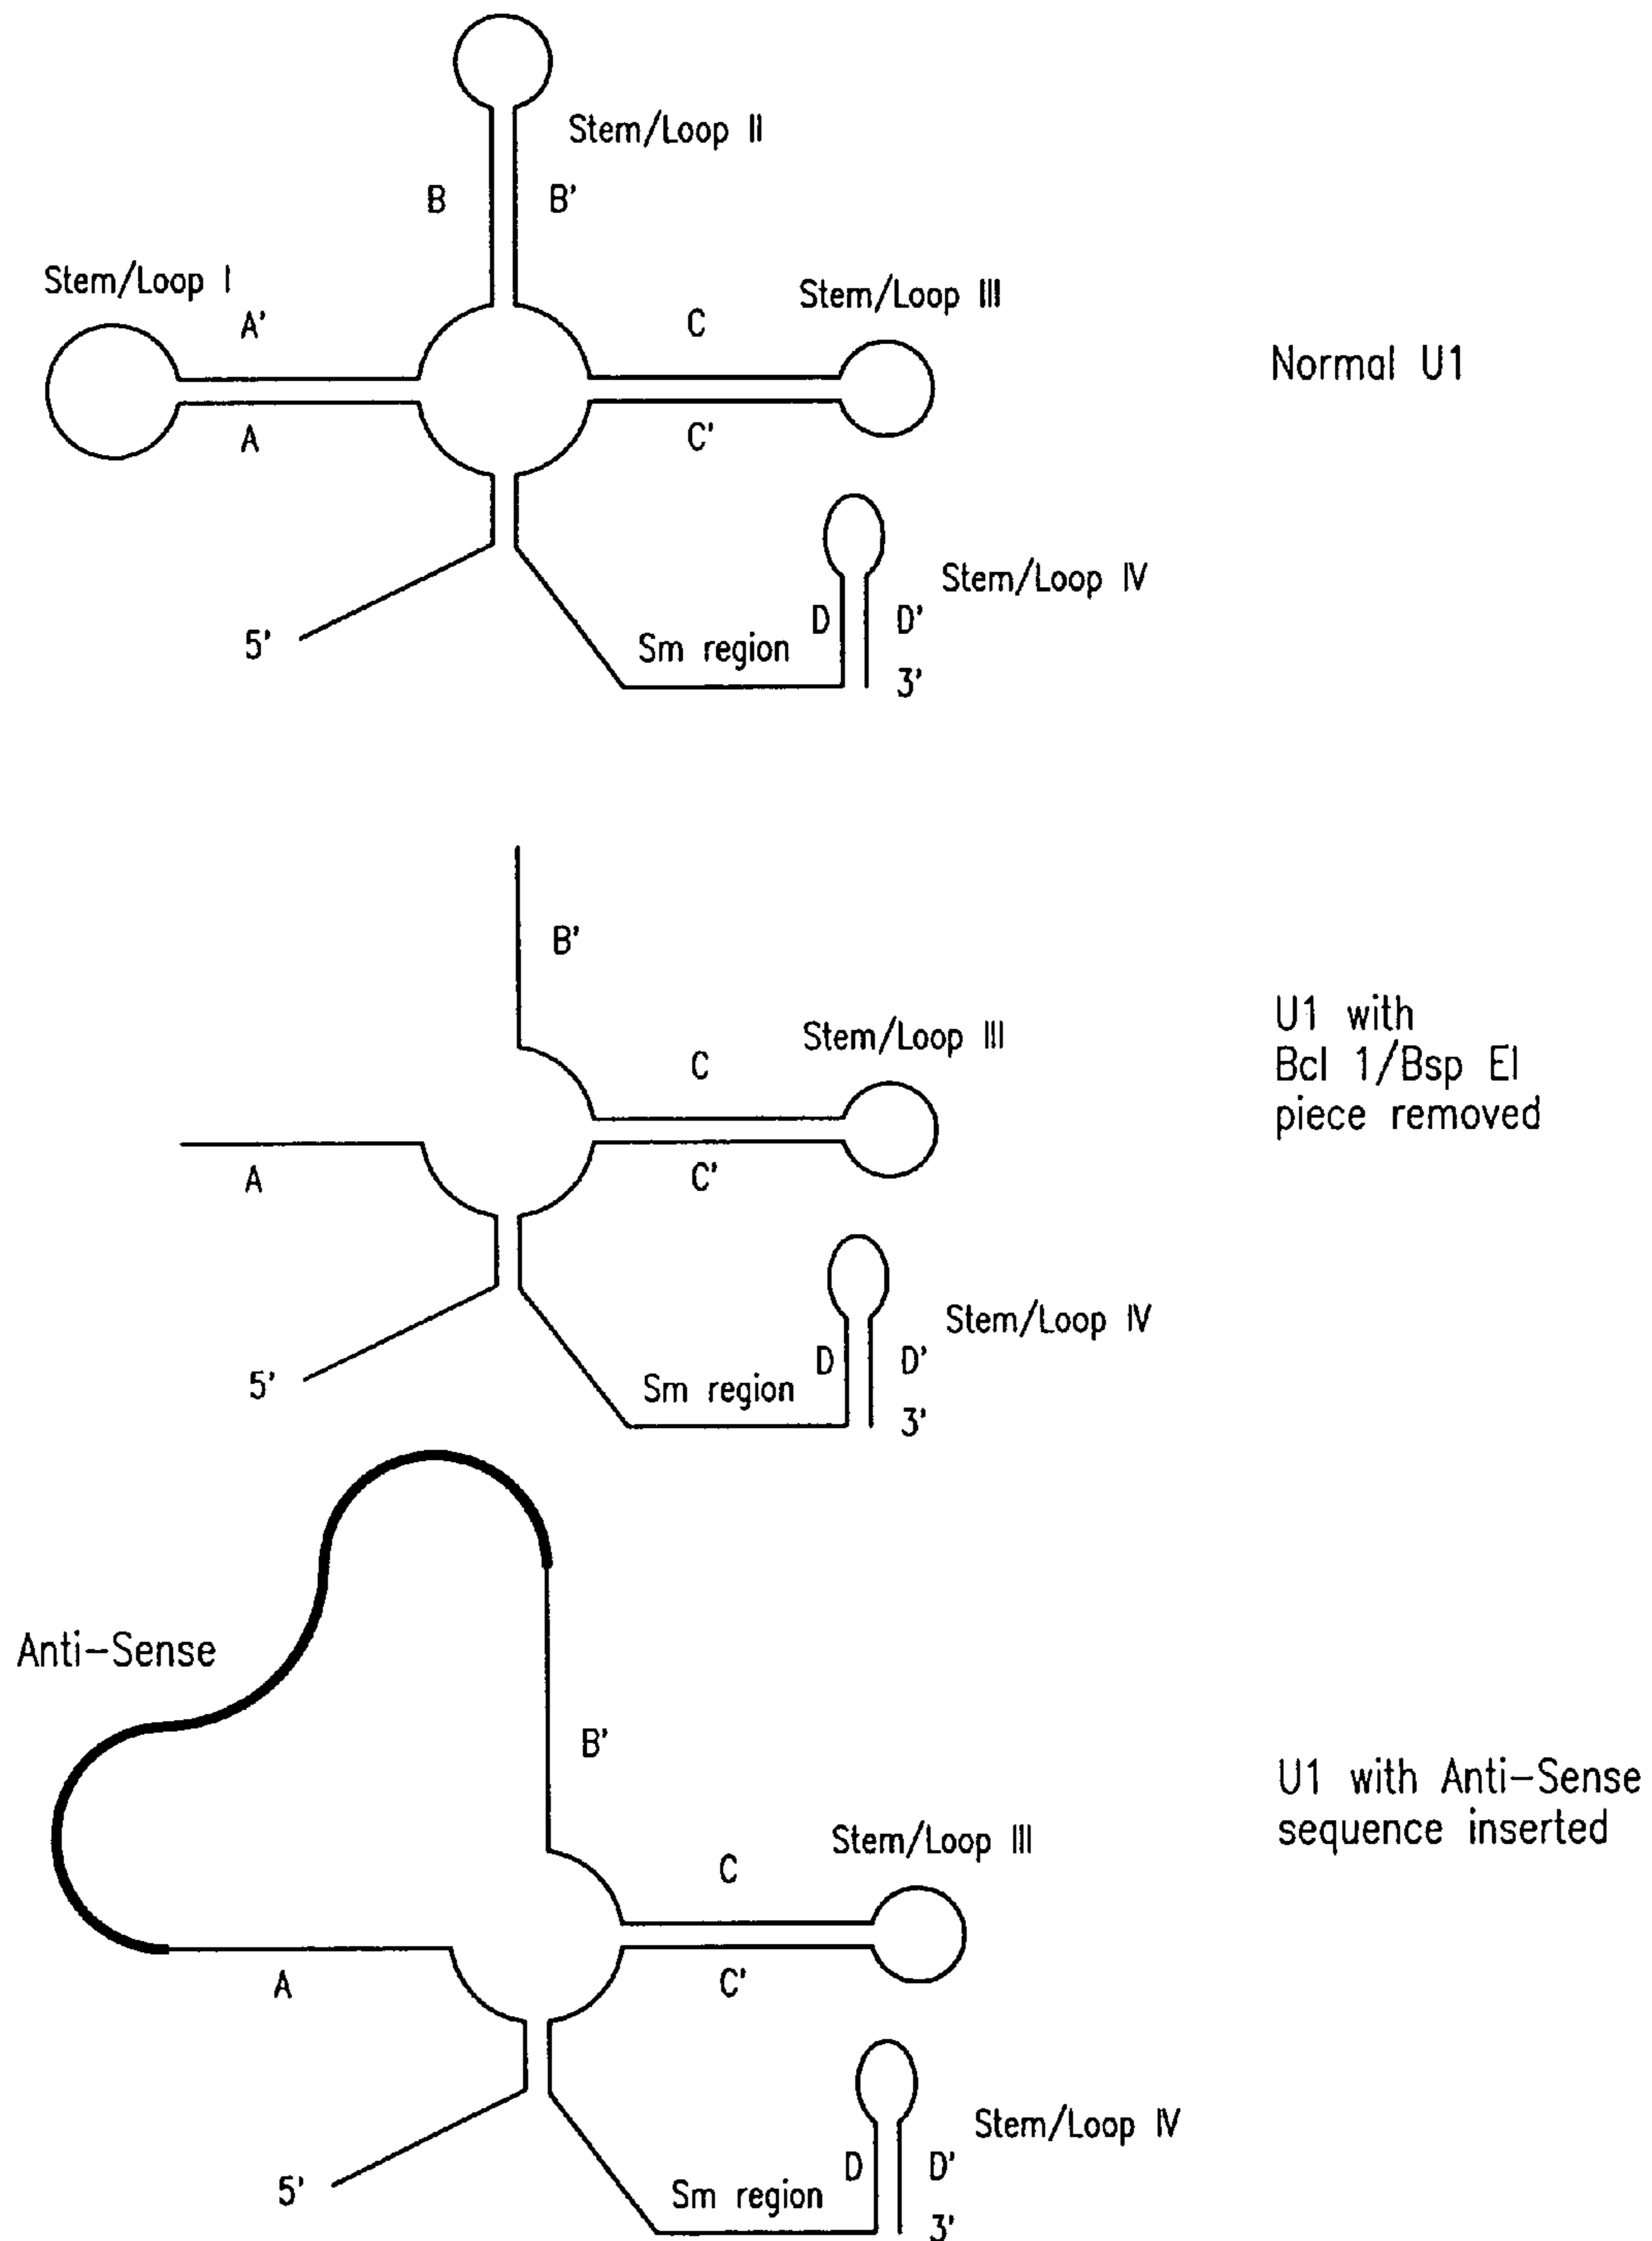 Stem/Loop II
B
B'
Stem/Loop I
A'
C
Stem/Loop III
Normal U1
A
C'
Stem/Loop IV
D
D'
5'
Sm region
3'
B'
U1 with
Bcl 1/Bsp EI
piece removed
Stem/Loop III
C
A
C'
Stem/Loop IV
D
D'
5'
Sm region
3'
Anti-Sense
B'
U1 with Anti-Sense
sequence inserted
Stem/Loop III
C
A
C'
Stem/Loop IV
D
D'
5'
Sm region
3'